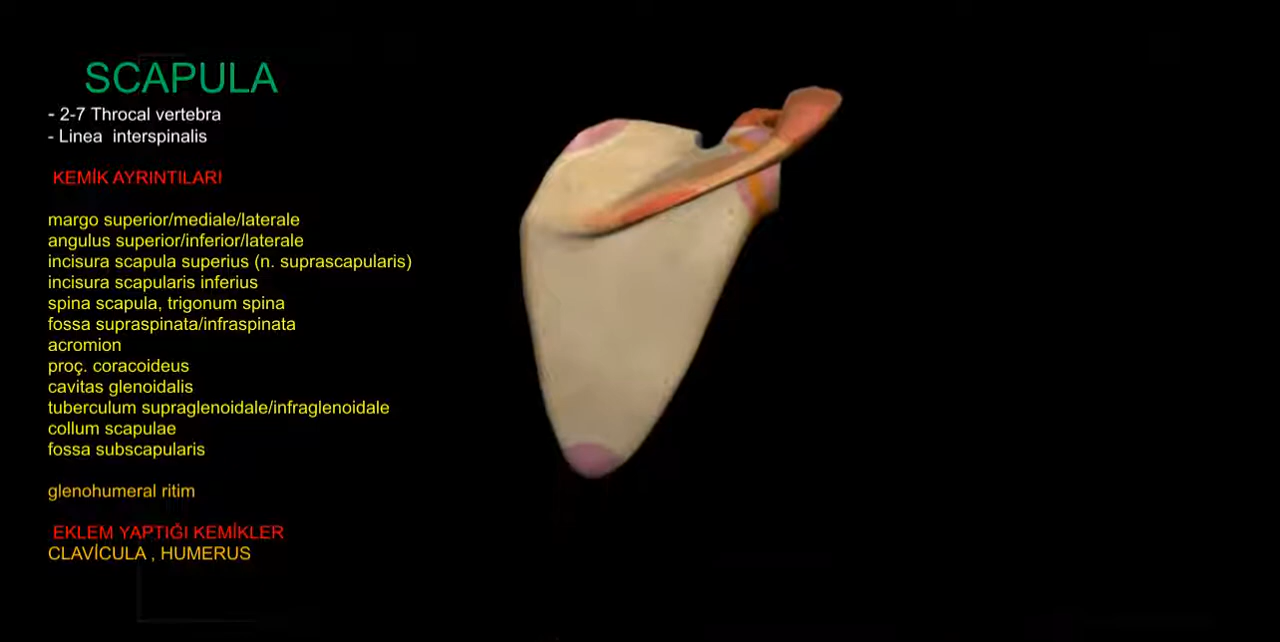 SCAPULA
- 2-7 Throcal vertebra
- Linea interspinalis
KEMİK AYRINTILARI
margo superior/mediale/laterale
angulus superior/inferior/laterale
incisura scapula superius (n. suprascapularis)
incisura scapularis inferius
spina scapula, trigonum spina
fossa supraspinata/infraspinata
acromion
proç. coracoideus
cavitas glenoidalis
tuberculum supraglenoidale/infraglenoidale
collum scapulae
fossa subscapularis
glenohumeral ritim
EKLEM YAPTIĞI KEMİKLER
CLAVİCULA , HUMERUS